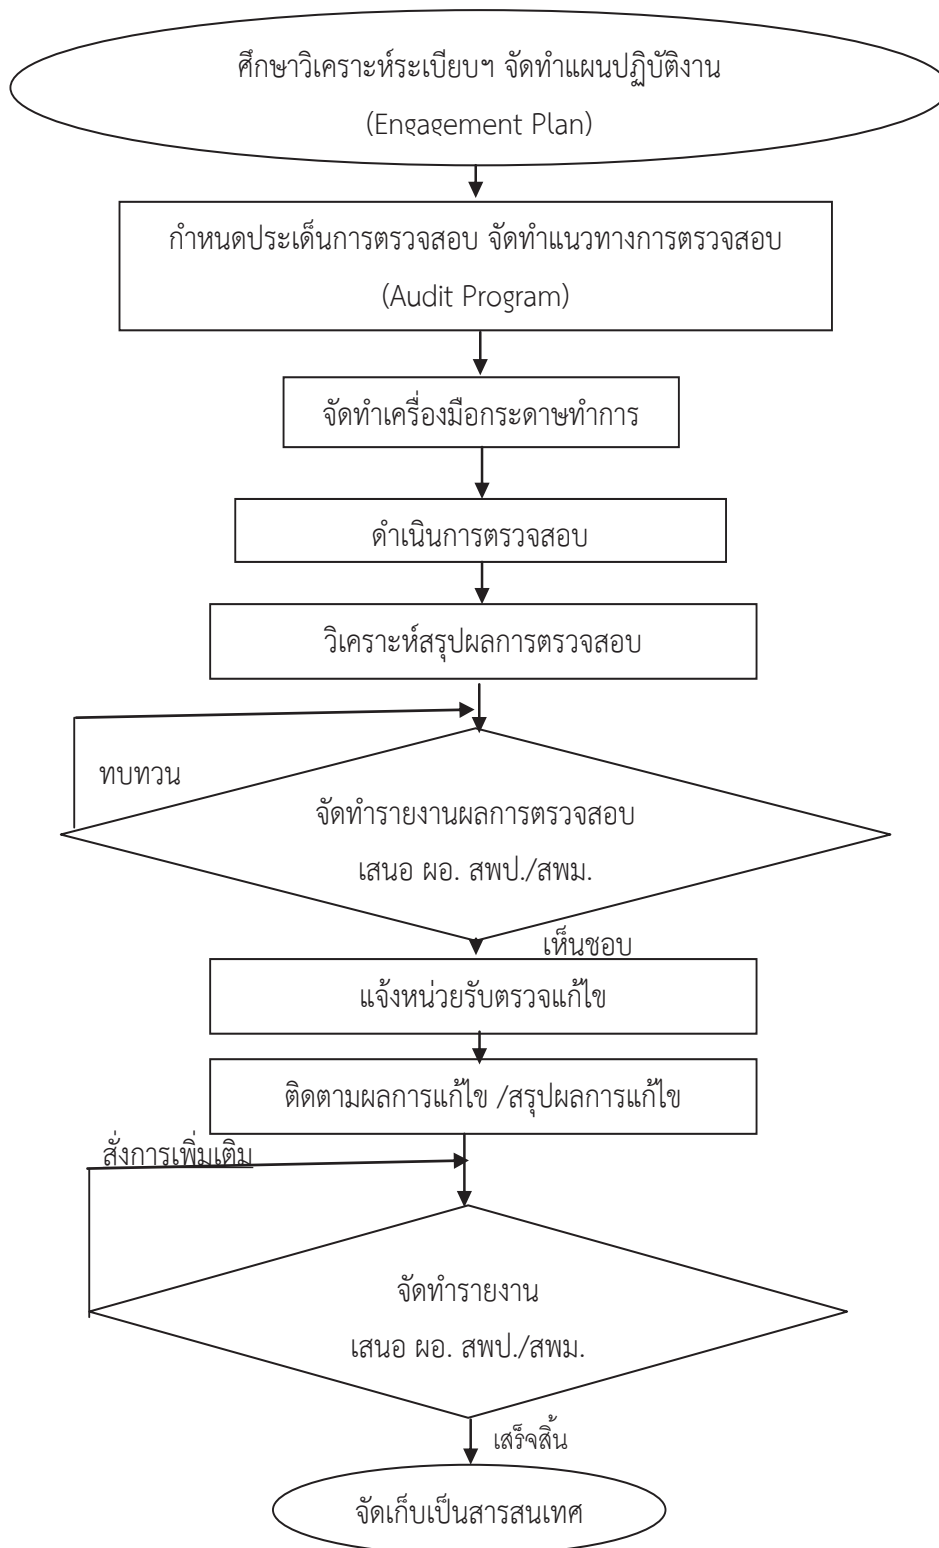 ศึกษาวิเคราะห์ระเบียบฯ จัดทำแผนปฏิบัติงาน
(Engagement Plan)
กำหนดประเด็นการตรวจสอบ จัดทำแนวทางการตรวจสอบ
(Audit Program)
จัดทำเครื่องมือกระดาษทำการ
ดำเนินการตรวจสอบ
วิเคราะห์สรุปผลการตรวจสอบ
ทบทวน
จัดทำรายงานผลการตรวจสอบ
เสนอ ผอ. สพป./สพม.
เห็นชอบ
แจ้งหน่วยรับตรวจแก้ไข
ติดตามผลการแก้ไข /สรุปผลการแก้ไข
สั่งการเพิ่มเติม
จัดทำรายงาน
เสนอ ผอ. สพป./สพม.
เสร็จสิ้น
จัดเก็บเป็นสารสนเทศ